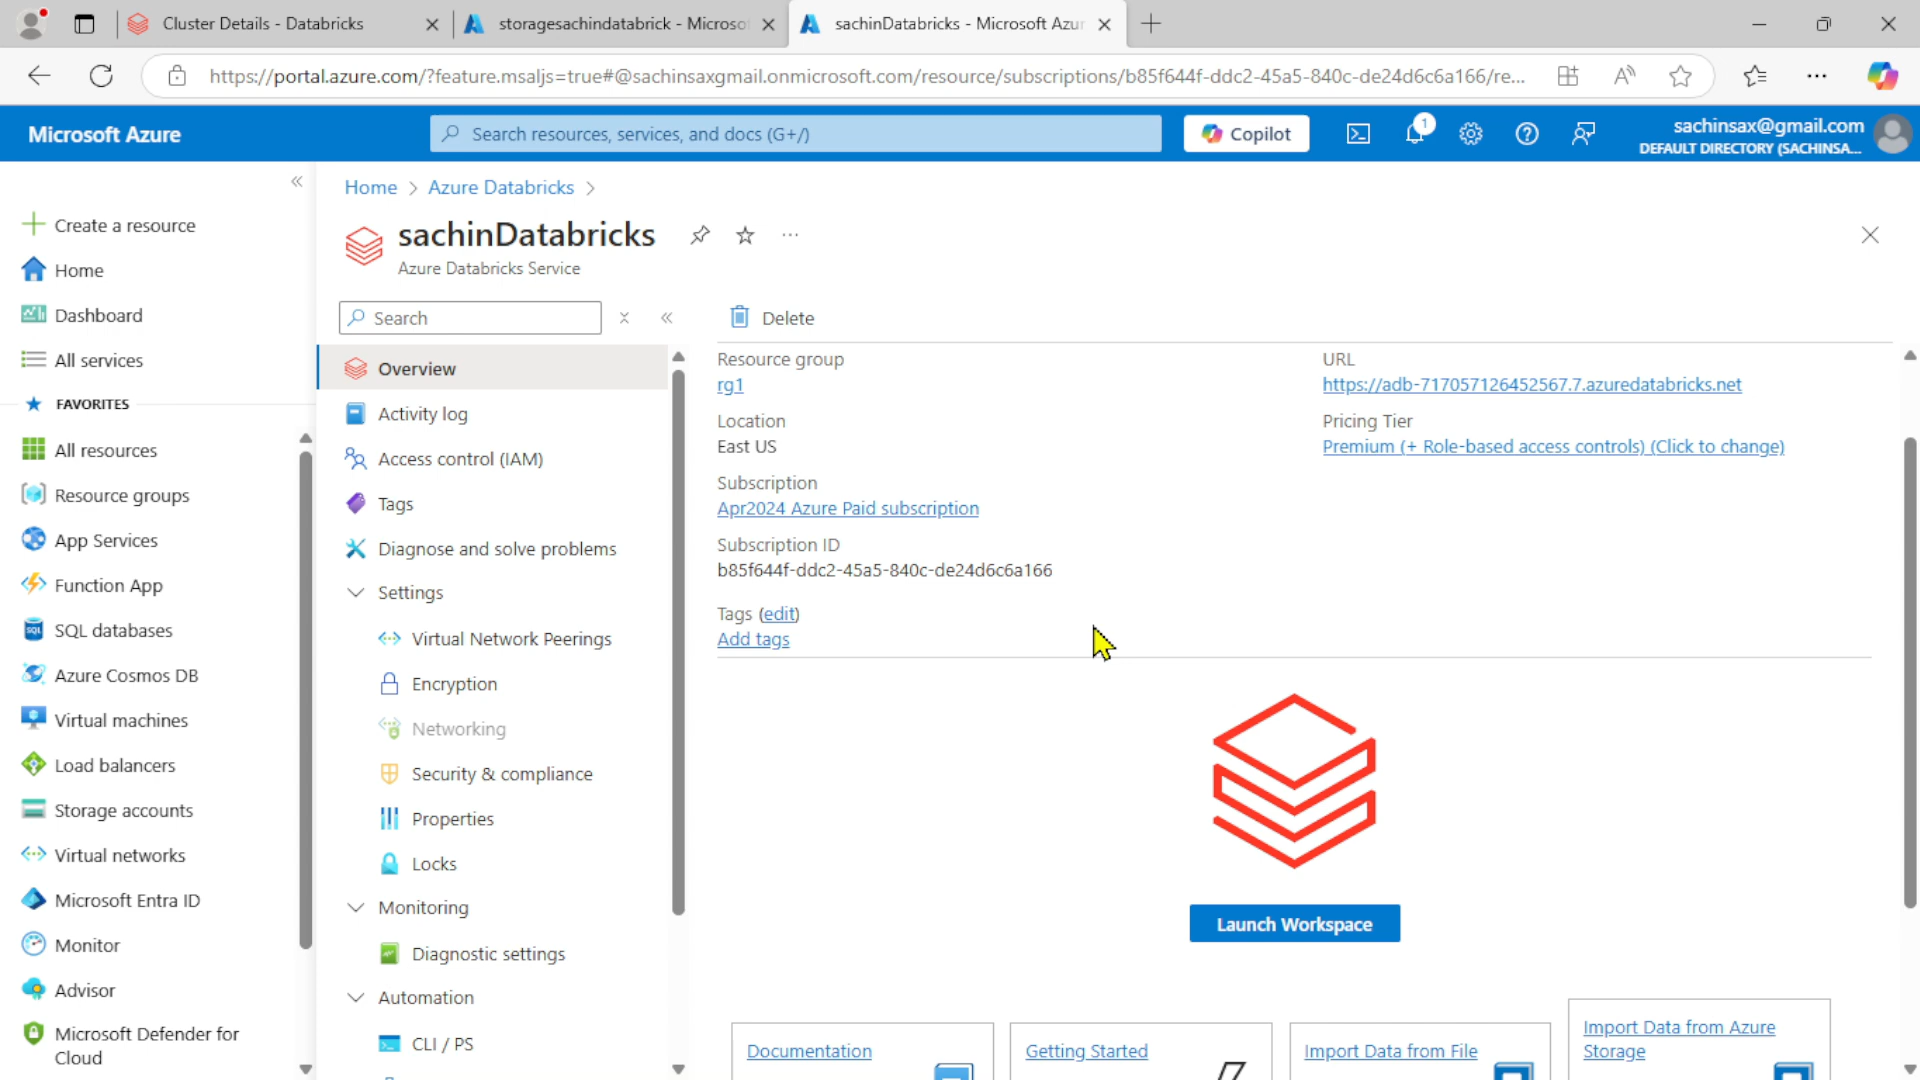 Cluster Details - Databricks
storagesachindatabrick - Microso
sachinDatabricks - Microsoft Azur
https://portal.azure.com/?feature.msaljs=true#@sachinsaxgmail.onmicrosoft.com/resource/subscriptions/b85f644f-ddc2-45a5-840c-de24d6c6a166/re...
Microsoft Azure
Search resources, services, and docs (G+/)
Copilot
1
sachinsax@gmail.com
DEFAULT DIRECTORY (SACHINSA...
Create a resource
Home
Dashboard
All services
FAVORITES
All resources
Resource groups
App Services
Function App
SQL databases
Azure Cosmos DB
Virtual machines
Load balancers
Storage accounts
Virtual networks
Microsoft Entra ID
Monitor
Advisor
Microsoft Defender for
Cloud
Home > Azure Databricks >
sachinDatabricks
Azure Databricks Service
Search
Overview
Activity log
Access control (IAM)
Tags
Diagnose and solve problems
Settings
Virtual Network Peerings
Encryption
Networking
Security & compliance
Properties
Locks
Monitoring
Diagnostic settings
Automation
CLI / PS
Delete
Resource group
rg1
Location
East US
Subscription
Apr2024 Azure Paid subscription
Subscription ID
b85f644f-ddc2-45a5-840c-de24d6c6a166
Tags (edit)
Add tags
URL
https://adb-717057126452567.7.azuredatabricks.net
Pricing Tier
Premium (+ Role-based access controls) (Click to change)
Launch Workspace
Documentation
Getting Started
Import Data from File
Import Data from Azure
Storage